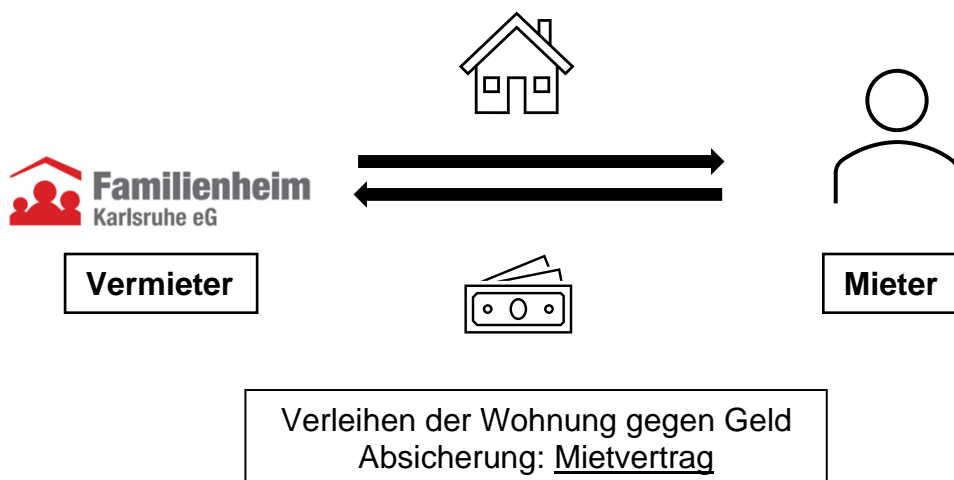 Familienheim
Karlsruhe eG
Vermieter
Mieter
Verleihen der Wohnung gegen Geld
Absicherung: Mietvertrag